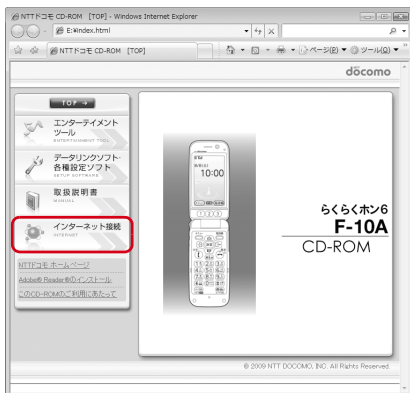 NTTドコモ CD-ROM [TOP] - Windows Internet Explorer
E:¥index.html
NTTドコモ CD-ROM [TOP]
ページ(P) ツール(O)
döcomo
TOP
エンターテイメント
ツール
ENTERTAINMENT TOOL
データリンクソフト・
各種設定ソフト
SETUP SOFTWARE
取扱説明書
MANUAL
インターネット接続
INTERNET
NTTドコモ ホームページ
Adobe® Reader®のインストール
このCD-ROMのご利用にあたって
10:00
らくらくホン6
F-10A
CD-ROM
© 2009 NTT DOCOMO, INC. All Rights Reserved.